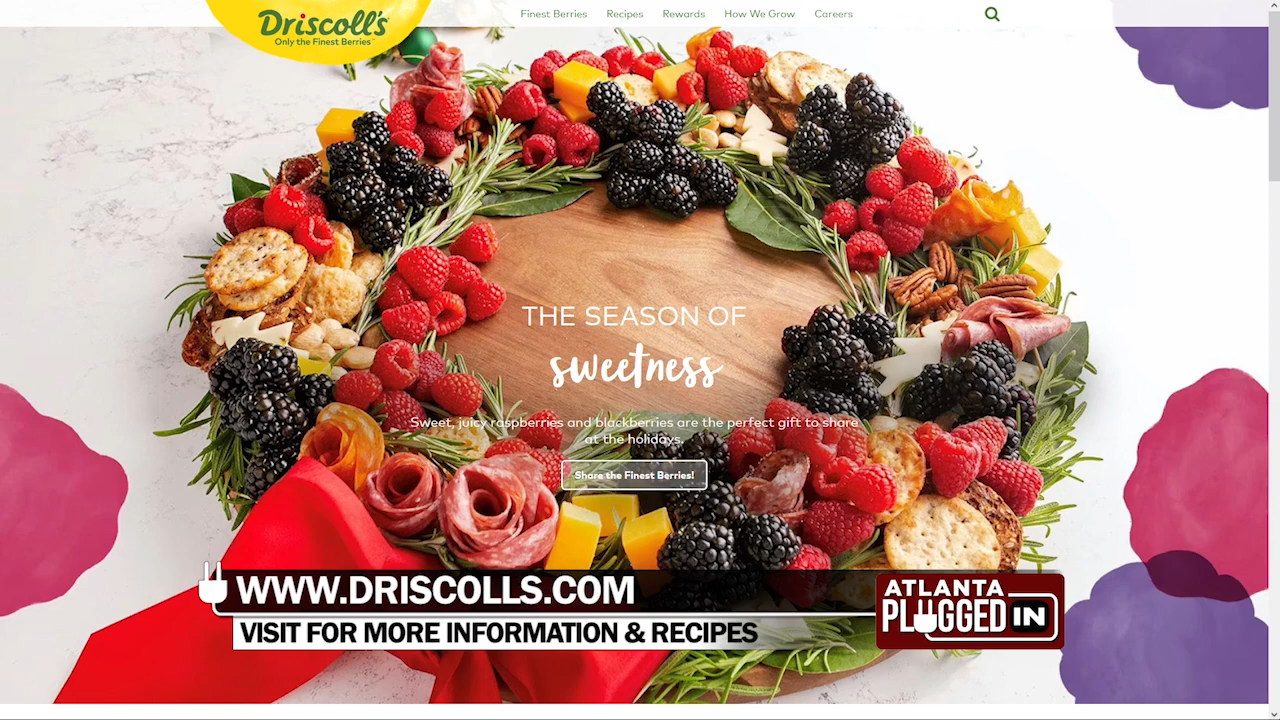 Driscoll's
Only the Finest Berries™
Finest Berries Recipes Rewards How We Grow Careers
THE SEASON OF
sweetness
Sweet, juicy raspberries and blackberries are the perfect gift to share
at the holidays.
Share the Finest Berries!
WWW.DRISCOLLS.COM
VISIT FOR MORE INFORMATION & RECIPES
ATLANTA
PLUGGED IN